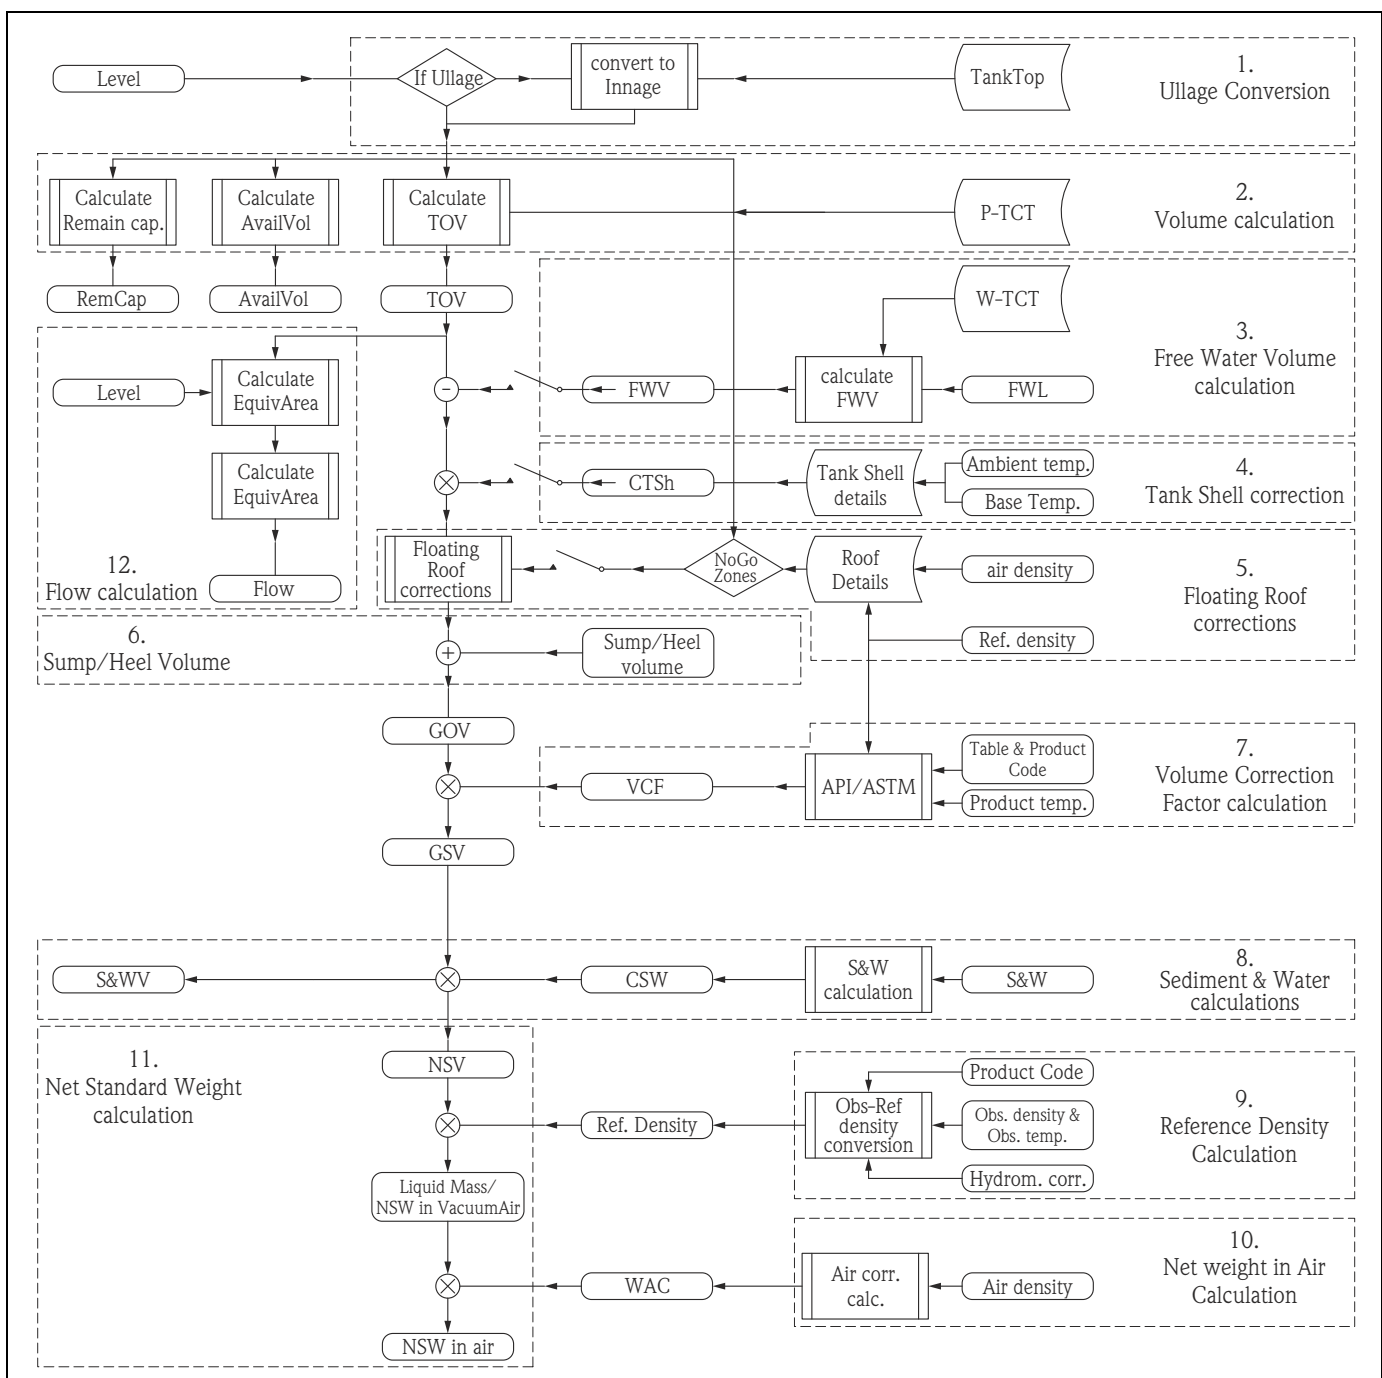 Level
If Ullage
convert to
Innage
TankTop
1.
Ullage Conversion
Calculate
Remain cap.
Calculate
AvailVol
Calculate
TOV
P-TCT
2.
Volume calculation
RemCap
AvailVol
TOV
W-TCT
3.
Free Water Volume
calculation
Level
Calculate
EquivArea
FWV
calculate
FWV
FWL
Calculate
EquivArea
CTSh
Tank Shell
details
Ambient temp.
Base Temp.
4.
Tank Shell correction
12.
Flow calculation
Flow
Floating
Roof
corrections
NoGo
Zones
Roof
Details
air density
Ref. density
5.
Floating Roof
corrections
6.
Sump/Heel Volume
Sump/Heel
volume
GOV
VCF
API/ASTM
Table & Product
Code
Product temp.
7.
Volume Correction
Factor calculation
GSV
S&WV
CSW
S&W
calculation
S&W
8.
Sediment & Water
calculations
11.
Net Standard Weight
calculation
NSV
Ref. Density
Obs-Ref
density
conversion
Product Code
Obs. density &
Obs. temp.
Hydrom. corr.
9.
Reference Density
Calculation
Liquid Mass/
NSW in VacuumAir
WAC
Air corr.
calc.
Air density
10.
Net weight in Air
Calculation
NSW in air